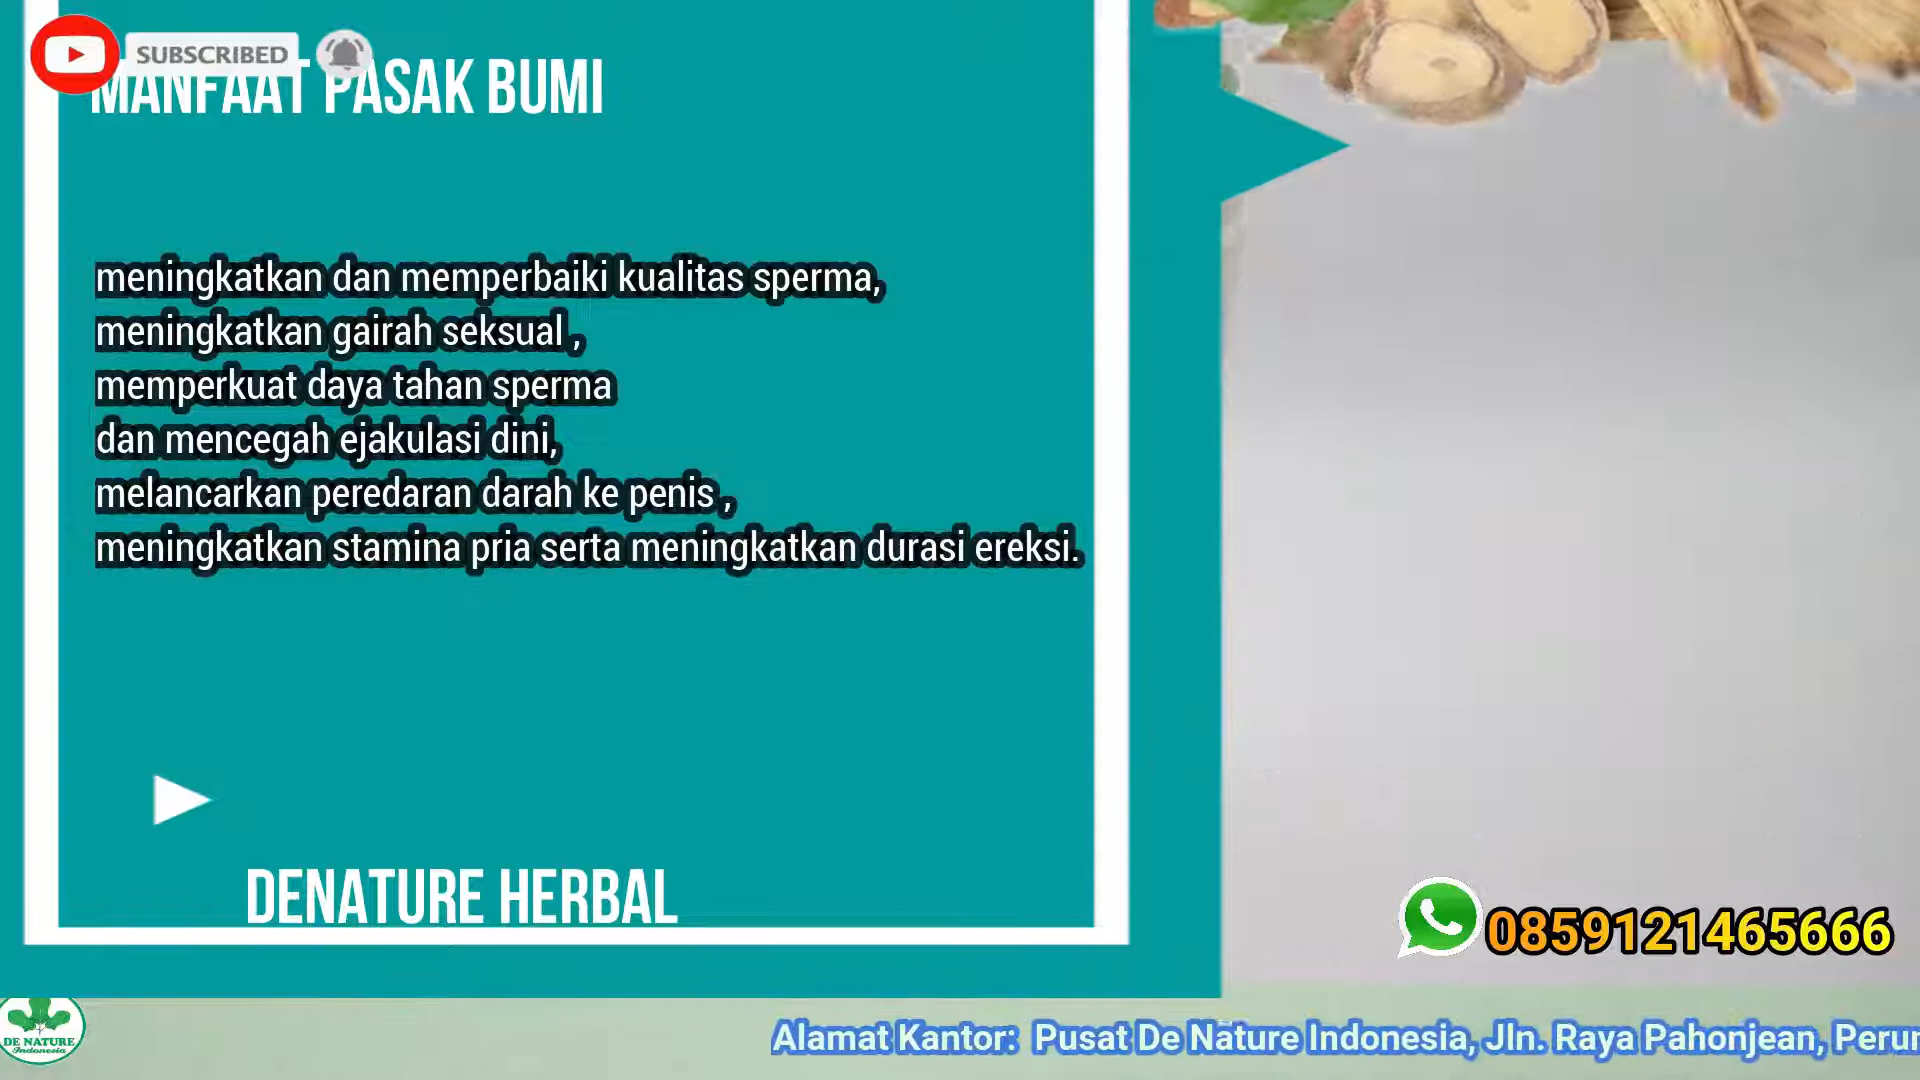 SUBSCRIBED
MANFAAT PASAK BUMI
meningkatkan dan memperbaiki kualitas sperma,
meningkatkan gairah seksual ,
memperkuat daya tahan sperma
dan mencegah ejakulasi dini,
melancarkan peredaran darah ke penis ,
meningkatkan stamina pria serta meningkatkan durasi ereksi.
DENATURE HERBAL
0859121465666
DE NATURE
Indonesia
Alamat Kantor: Pusat De Nature Indonesia, Jln. Raya Pahonjean,